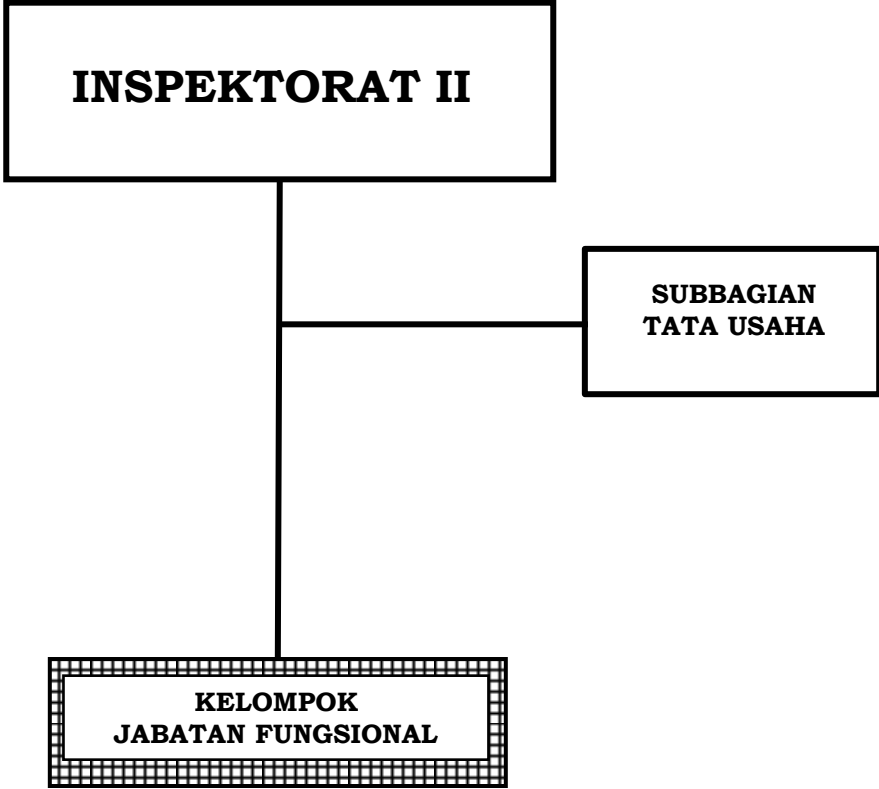 INSPEKTORAT II
SUBBAGIAN
TATA USAHA
KELOMPOK
JABATAN FUNGSIONAL